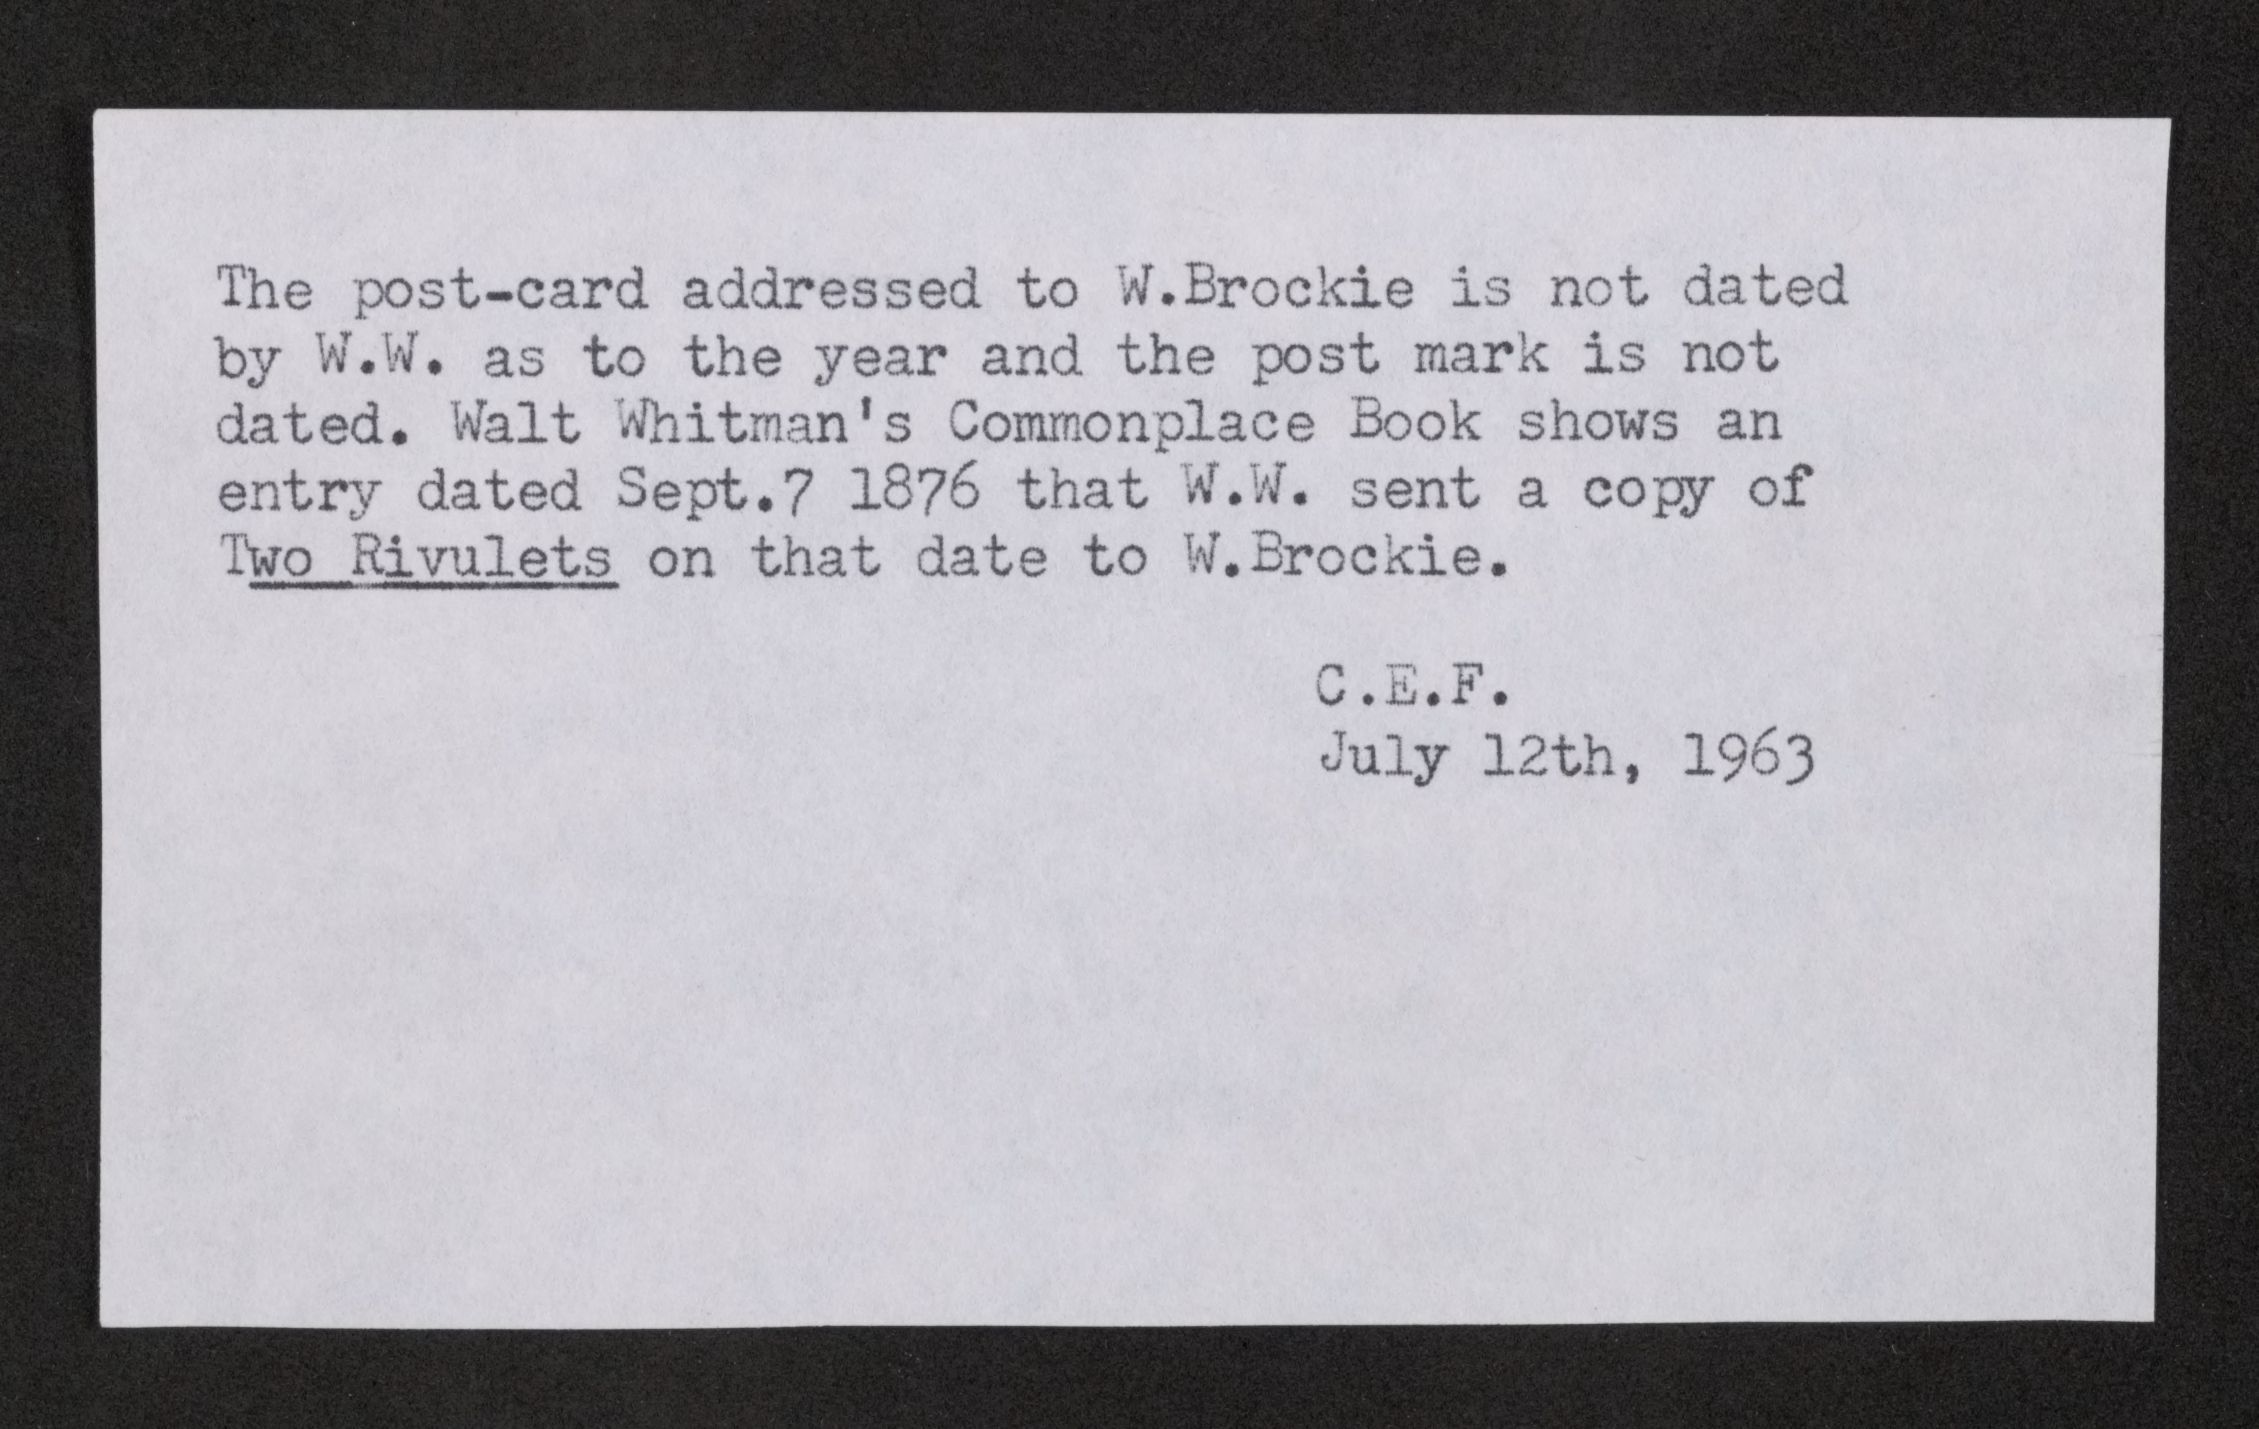 The post-card addressed to W.Brockie is not dated
by W.W. as to the year and the post mark is not
dated. Walt Whitman's Commonplace Book shows an
entry dated Sept.7 1876 that W.W. sent a copy of
Two Rivulets on that date to W.Brockie.
C.E.F.
July 12th, 1963